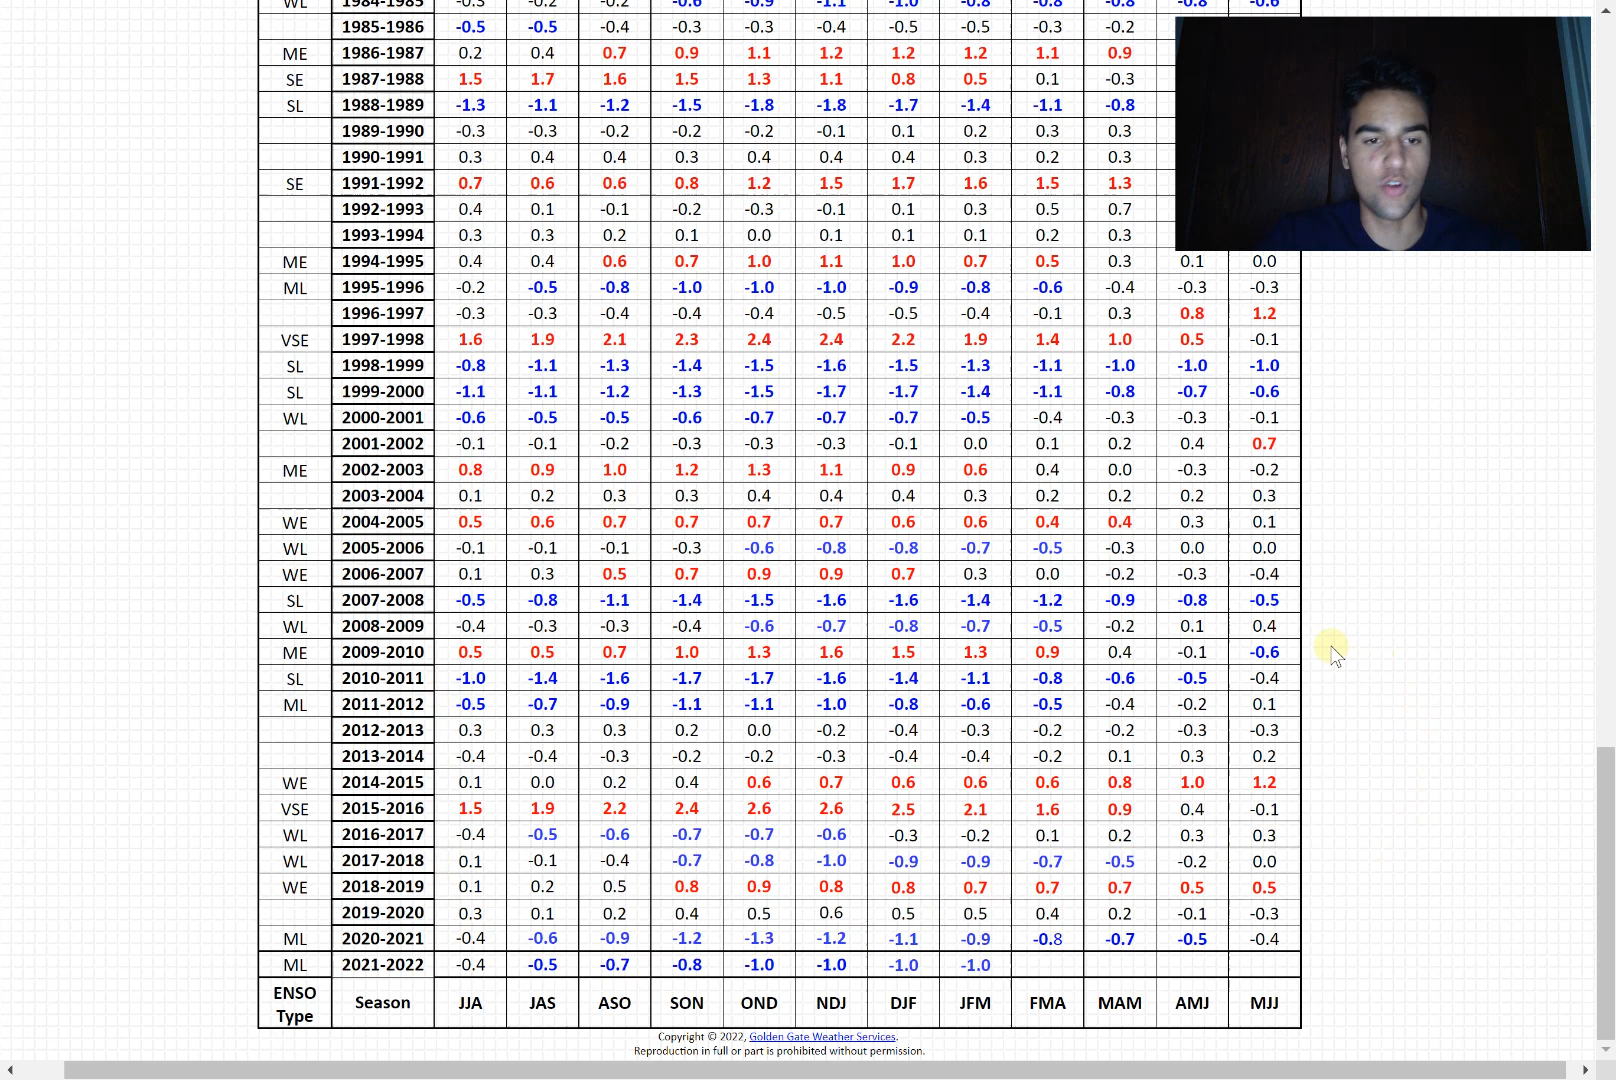 WL 1984-1985 -0.3 -0.2 -0.2 -0.6 -0.9 -1.1 -1.0 -0.8 -0.8 -0.8 -0.8 -0.6
1985-1986 -0.5 -0.5 -0.4 -0.3 -0.3 -0.4 -0.5 -0.5 -0.3 -0.2
ME 1986-1987 0.2 0.4 0.7 0.9 1.1 1.2 1.2 1.2 1.1 0.9
SE 1987-1988 1.5 1.7 1.6 1.5 1.3 1.1 0.8 0.5 0.1 -0.3
SL 1988-1989 -1.3 -1.1 -1.2 -1.5 -1.8 -1.8 -1.7 -1.4 -1.1 -0.8
1989-1990 -0.3 -0.3 -0.2 -0.2 -0.2 -0.1 0.1 0.2 0.3 0.3
1990-1991 0.3 0.4 0.4 0.3 0.4 0.4 0.4 0.3 0.2 0.3
SE 1991-1992 0.7 0.6 0.6 0.8 1.2 1.5 1.7 1.6 1.5 1.3
1992-1993 0.4 0.1 -0.1 -0.2 -0.3 -0.1 0.1 0.3 0.5 0.7
1993-1994 0.3 0.3 0.2 0.1 0.0 0.1 0.1 0.1 0.2 0.3
ME 1994-1995 0.4 0.4 0.6 0.7 1.0 1.1 1.0 0.7 0.5 0.3 0.1 0.0
ML 1995-1996 -0.2 -0.5 -0.8 -1.0 -1.0 -1.0 -0.9 -0.8 -0.6 -0.4 -0.3 -0.3
1996-1997 -0.3 -0.3 -0.4 -0.4 -0.4 -0.5 -0.5 -0.4 -0.1 0.3 0.8 1.2
VSE 1997-1998 1.6 1.9 2.1 2.3 2.4 2.4 2.2 1.9 1.4 1.0 0.5 -0.1
SL 1998-1999 -0.8 -1.1 -1.3 -1.4 -1.5 -1.6 -1.5 -1.3 -1.1 -1.0 -1.0 -1.0
SL 1999-2000 -1.1 -1.1 -1.2 -1.3 -1.5 -1.7 -1.7 -1.4 -1.1 -0.8 -0.7 -0.6
WL 2000-2001 -0.6 -0.5 -0.5 -0.6 -0.7 -0.7 -0.7 -0.5 -0.4 -0.3 -0.3 -0.1
2001-2002 -0.1 -0.1 -0.2 -0.3 -0.3 -0.3 -0.1 0.0 0.1 0.2 0.4 0.7
ME 2002-2003 0.8 0.9 1.0 1.2 1.3 1.1 0.9 0.6 0.4 0.0 -0.3 -0.2
2003-2004 0.1 0.2 0.3 0.3 0.4 0.4 0.4 0.3 0.2 0.2 0.2 0.3
WE 2004-2005 0.5 0.6 0.7 0.7 0.7 0.7 0.6 0.6 0.4 0.4 0.3 0.1
WL 2005-2006 -0.1 -0.1 -0.1 -0.3 -0.6 -0.8 -0.8 -0.7 -0.5 -0.3 0.0 0.0
WE 2006-2007 0.1 0.3 0.5 0.7 0.9 0.9 0.7 0.3 0.0 -0.2 -0.3 -0.4
SL 2007-2008 -0.5 -0.8 -1.1 -1.4 -1.5 -1.6 -1.6 -1.4 -1.2 -0.9 -0.8 -0.5
WL 2008-2009 -0.4 -0.3 -0.3 -0.4 -0.6 -0.7 -0.8 -0.7 -0.5 -0.2 0.1 0.4
ME 2009-2010 0.5 0.5 0.7 1.0 1.3 1.6 1.5 1.3 0.9 0.4 -0.1 -0.6
SL 2010-2011 -1.0 -1.4 -1.6 -1.7 -1.7 -1.6 -1.4 -1.1 -0.8 -0.6 -0.5 -0.4
ML 2011-2012 -0.5 -0.7 -0.9 -1.1 -1.1 -1.0 -0.8 -0.6 -0.5 -0.4 -0.2 0.1
2012-2013 0.3 0.3 0.3 0.2 0.0 -0.2 -0.4 -0.3 -0.2 -0.2 -0.3 -0.3
2013-2014 -0.4 -0.4 -0.3 -0.2 -0.2 -0.3 -0.4 -0.4 -0.2 0.1 0.3 0.2
WE 2014-2015 0.1 0.0 0.2 0.4 0.6 0.7 0.6 0.6 0.6 0.8 1.0 1.2
VSE 2015-2016 1.5 1.9 2.2 2.4 2.6 2.6 2.5 2.1 1.6 0.9 0.4 -0.1
WL 2016-2017 -0.4 -0.5 -0.6 -0.7 -0.7 -0.6 -0.3 -0.2 0.1 0.2 0.3 0.3
WL 2017-2018 0.1 -0.1 -0.4 -0.7 -0.8 -1.0 -0.9 -0.9 -0.7 -0.5 -0.2 0.0
WE 2018-2019 0.1 0.2 0.5 0.8 0.9 0.8 0.8 0.7 0.7 0.7 0.5 0.5
2019-2020 0.3 0.1 0.2 0.4 0.5 0.6 0.5 0.5 0.4 0.2 -0.1 -0.3
ML 2020-2021 -0.4 -0.6 -0.9 -1.2 -1.3 -1.2 -1.1 -0.9 -0.8 -0.7 -0.5 -0.4
ML 2021-2022 -0.4 -0.5 -0.7 -0.8 -1.0 -1.0 -1.0 -1.0
ENSO Type Season JJA JAS ASO SON OND NDJ DJF JFM FMA MAM AMJ MJJ
Copyright © 2022, Golden Gate Weather Services.
Reproduction in full or part is prohibited without permission.